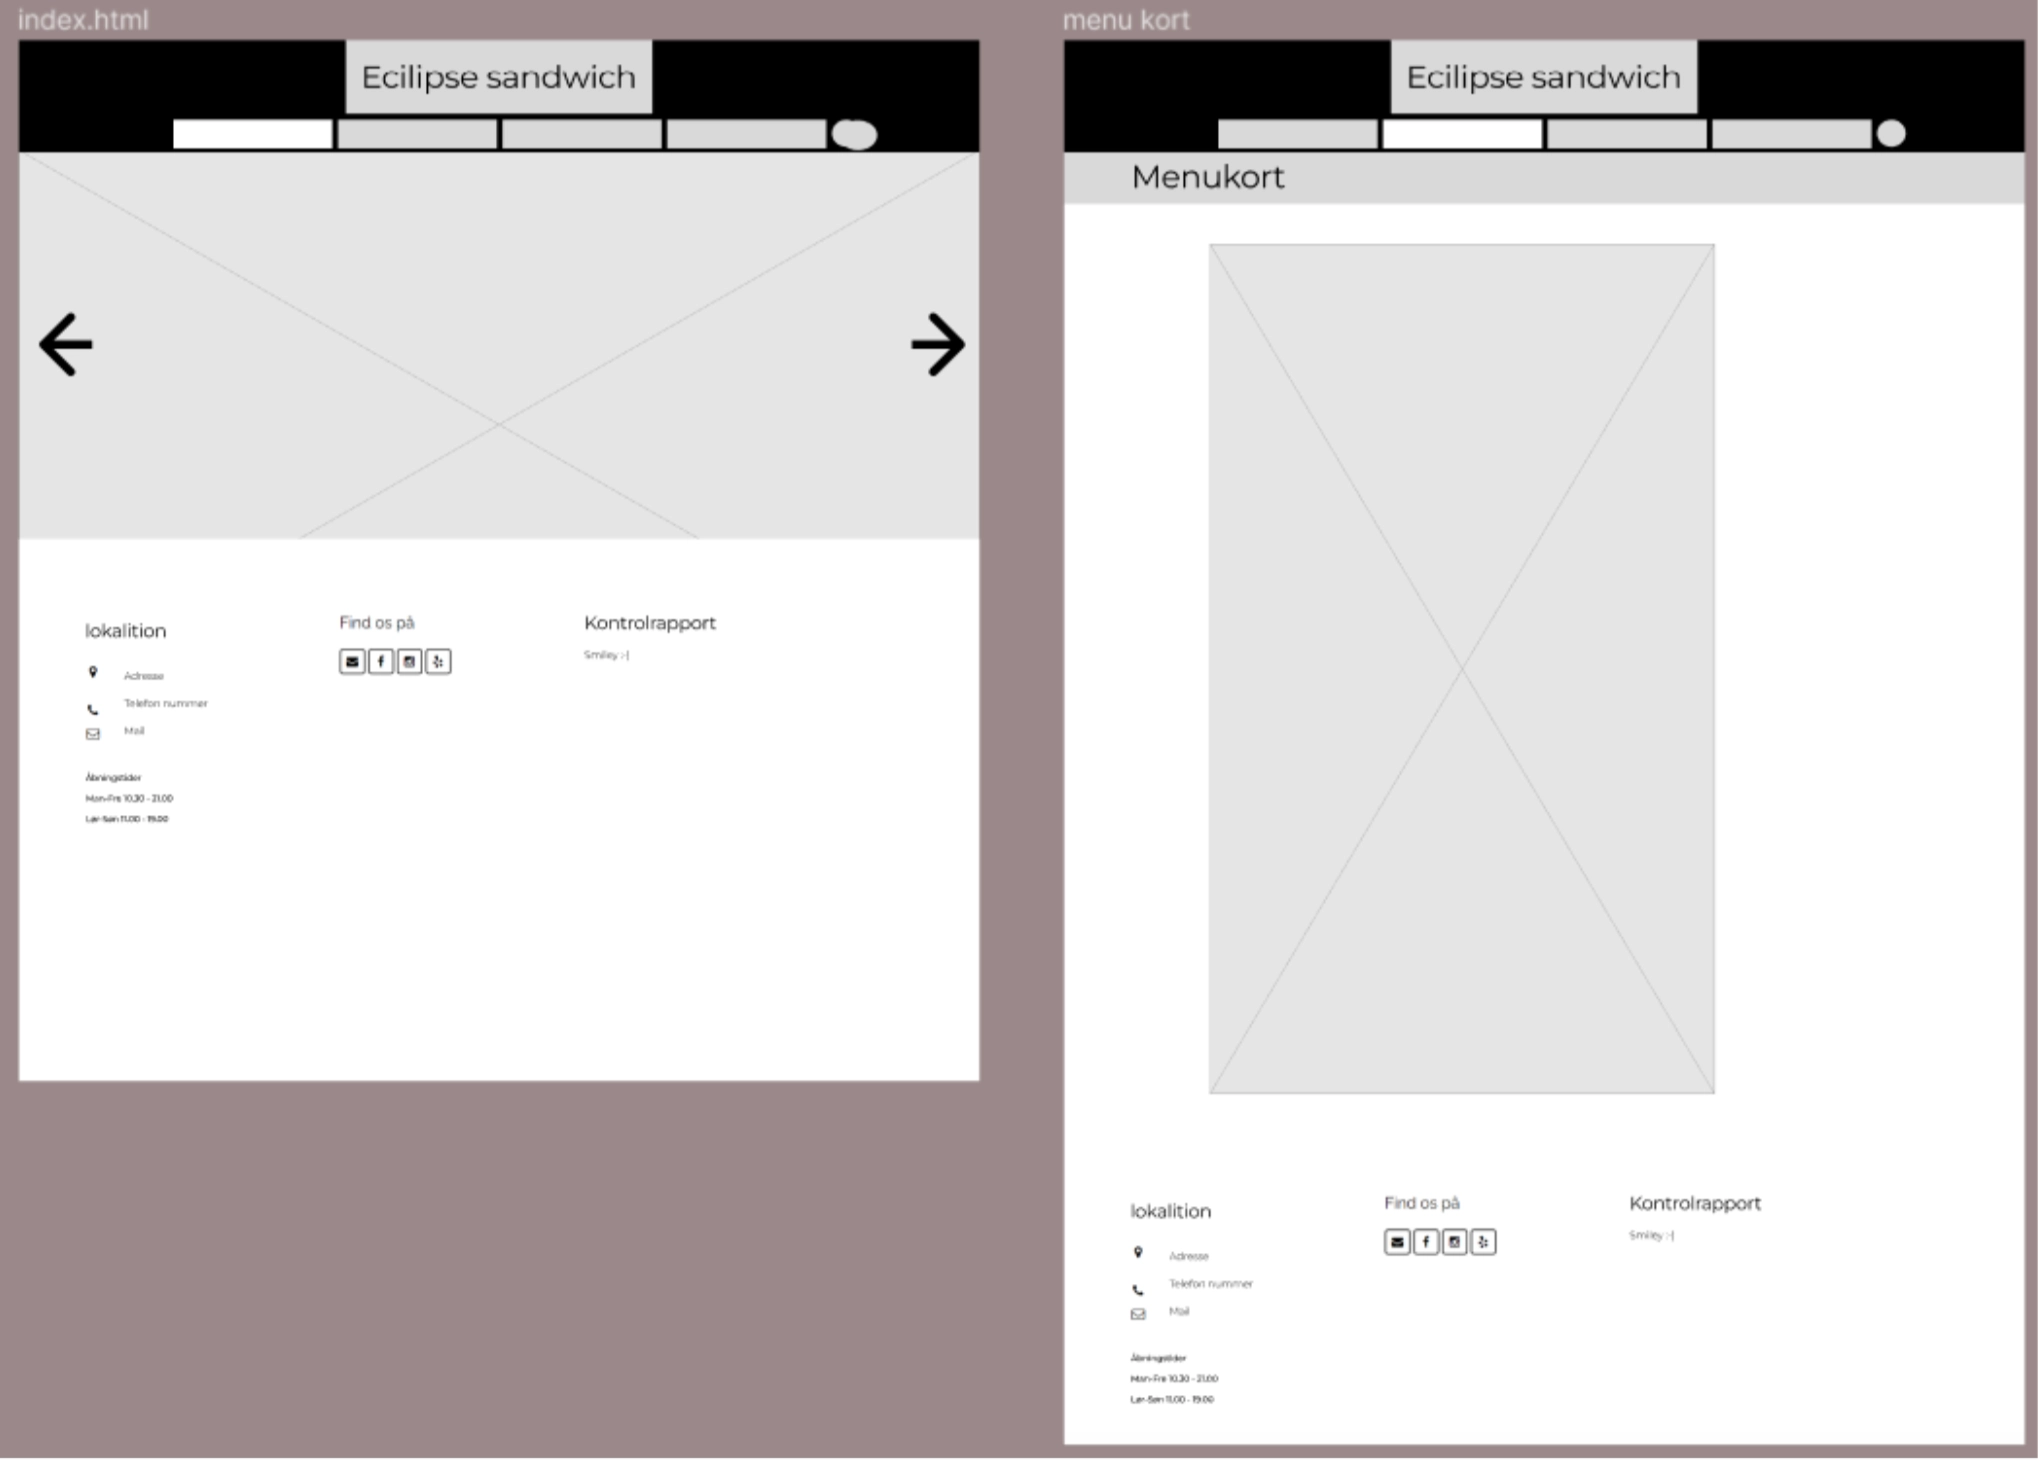 index.html
Ecilipse sandwich
lokalition
Adresse
Telefon nummer
Mail
Åbningstider
Man-Fre 10.30 - 21.00
Lør-Søn 11.00 - 19.00
Find os på
Kontrolrapport
Smiley :-|
menu kort
Ecilipse sandwich
Menukort
lokalition
Adresse
Telefon nummer
Mail
Åbningstider
Man-Fre 10.30 - 21.00
Lør-Søn 11.00 - 19.00
Find os på
Kontrolrapport
Smiley :-|